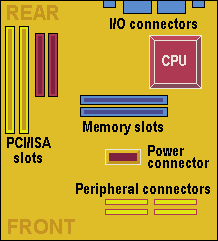 REAR
I/O connectors
CPU
Memory slots
PCI/ISA
slots
Power
connector
Peripheral connectors
FRONT